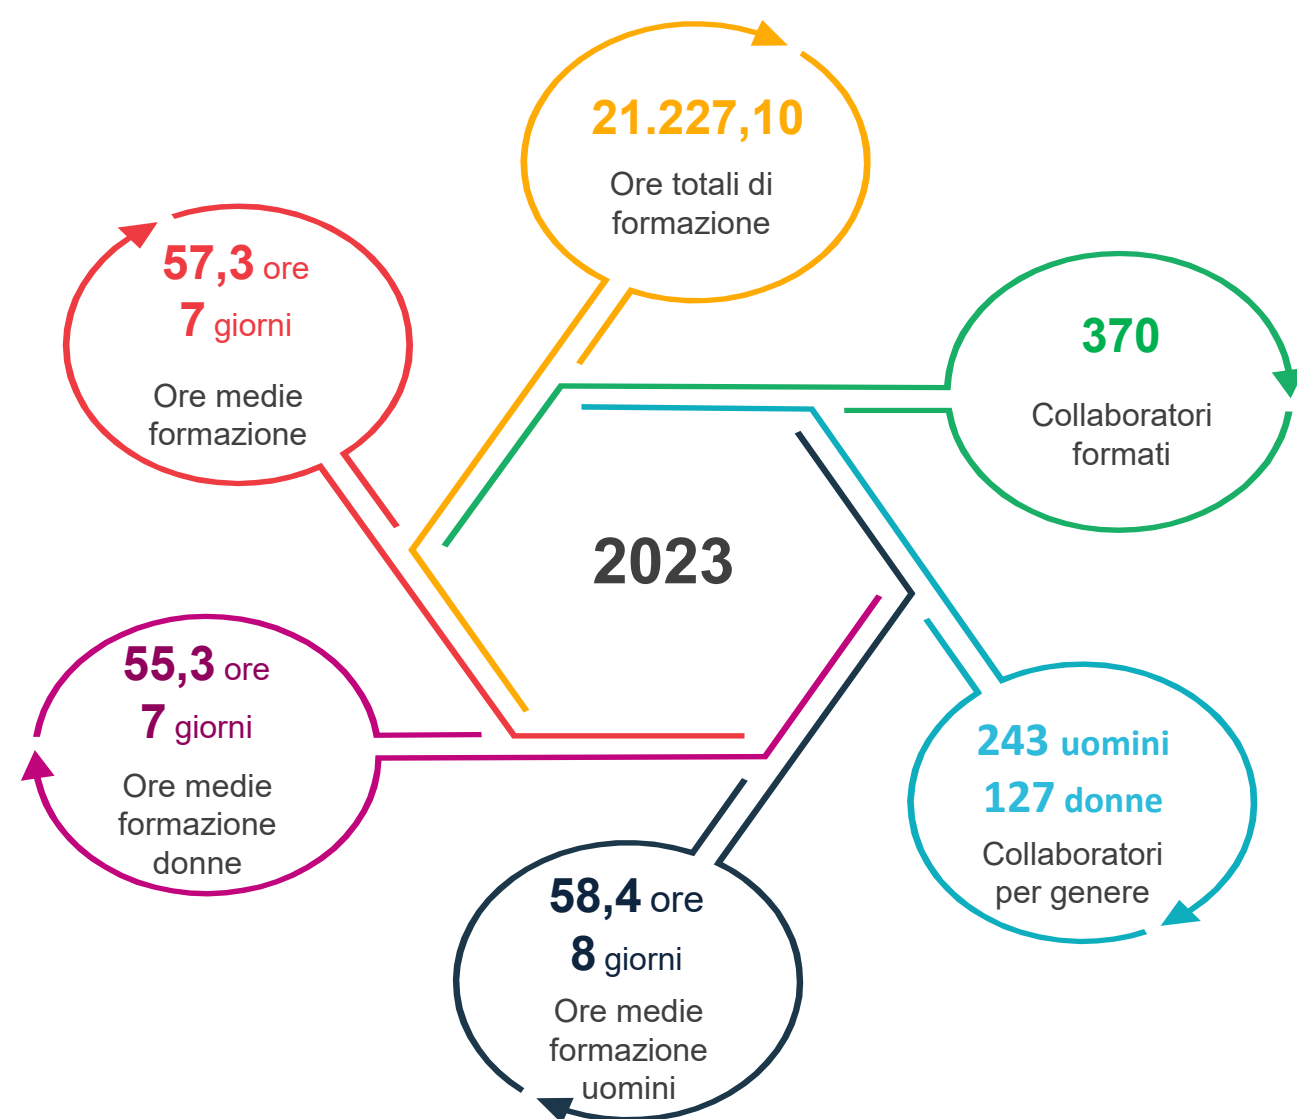 21.227,10
Ore totali di
formazione
57,3 ore
7 giorni
Ore medie
formazione
370
Collaboratori
formati
2023
55,3 ore
7 giorni
Ore medie
formazione
donne
243 uomini
127 donne
Collaboratori
per genere
58,4 ore
8 giorni
Ore medie
formazione
uomini